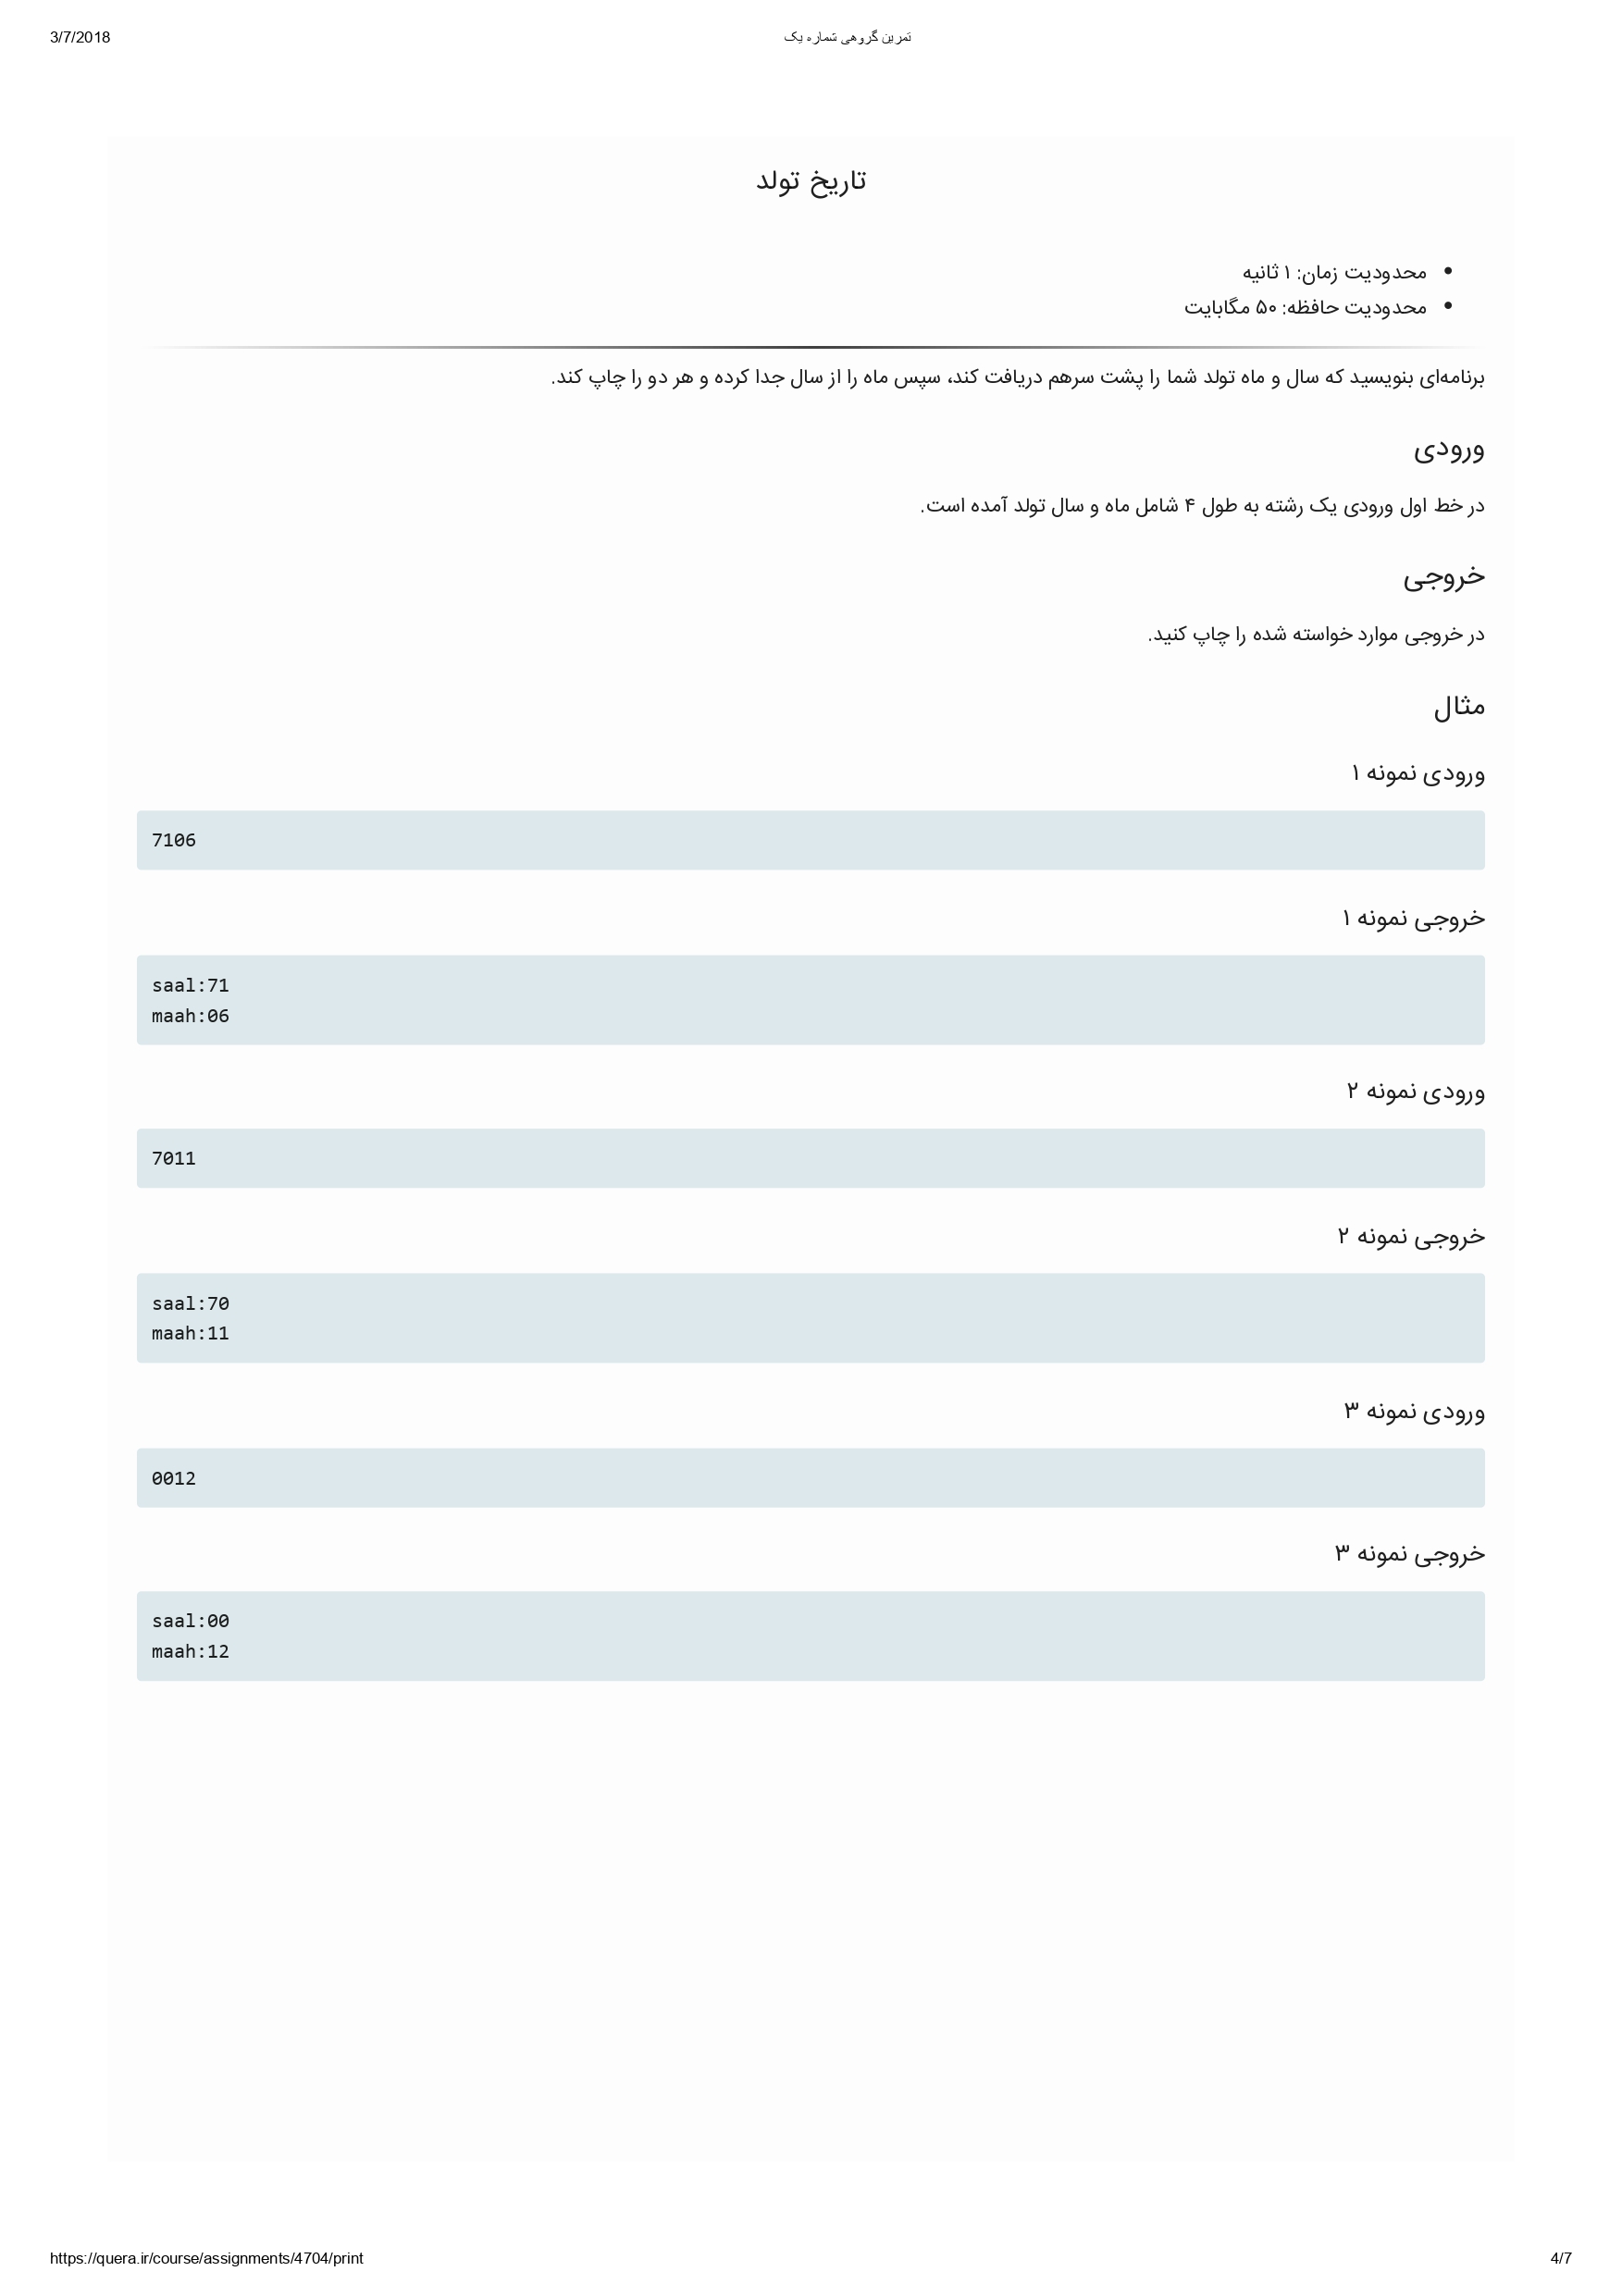 3/7/2018
تمرین گروهی شماره یک
تاریخ تولد
محدودیت زمان: ۱ ثانیه
محدودیت حافظه: ۵۰ مگابایت
برنامه‌ای بنویسید که سال و ماه تولد شما را پشت سرهم دریافت کند، سپس ماه را از سال جدا کرده و هر دو را چاپ کند.
ورودی
در خط اول ورودی یک رشته به طول ۴ شامل ماه و سال تولد آمده است.
خروجی
در خروجی موارد خواسته شده را چاپ کنید.
مثال
ورودی نمونه ۱
7106
خروجی نمونه ۱
saal:71
maah:06
ورودی نمونه ۲
7011
خروجی نمونه ۲
saal:70
maah:11
ورودی نمونه ۳
0012
خروجی نمونه ۳
saal:00
maah:12
https://quera.ir/course/assignments/4704/print
4/7